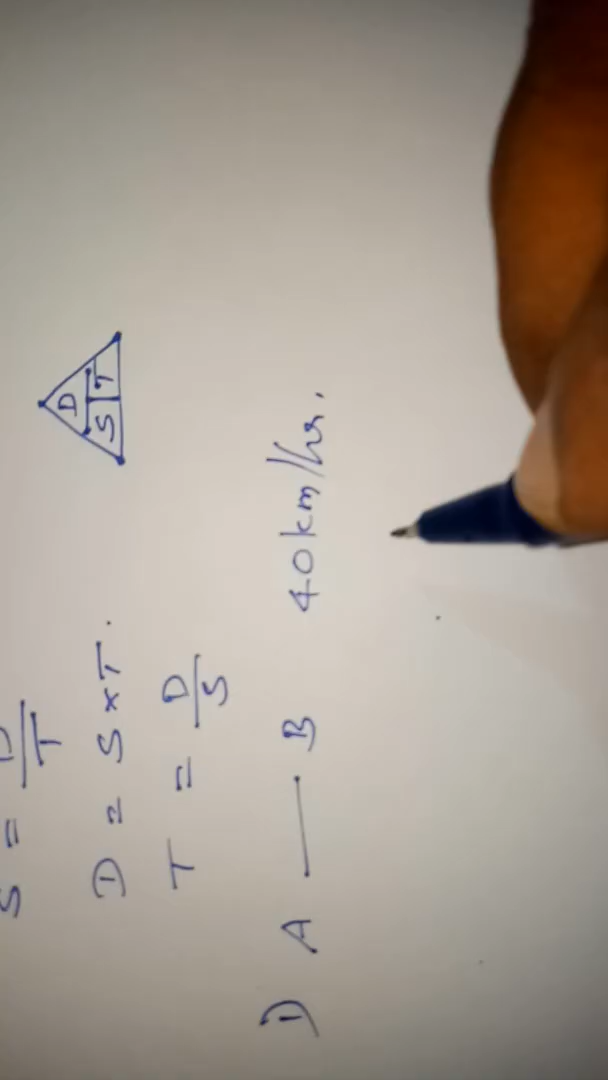 S = D/T
D = S × T.
T = D/S
D
S T
1) A — B 40km/hr.